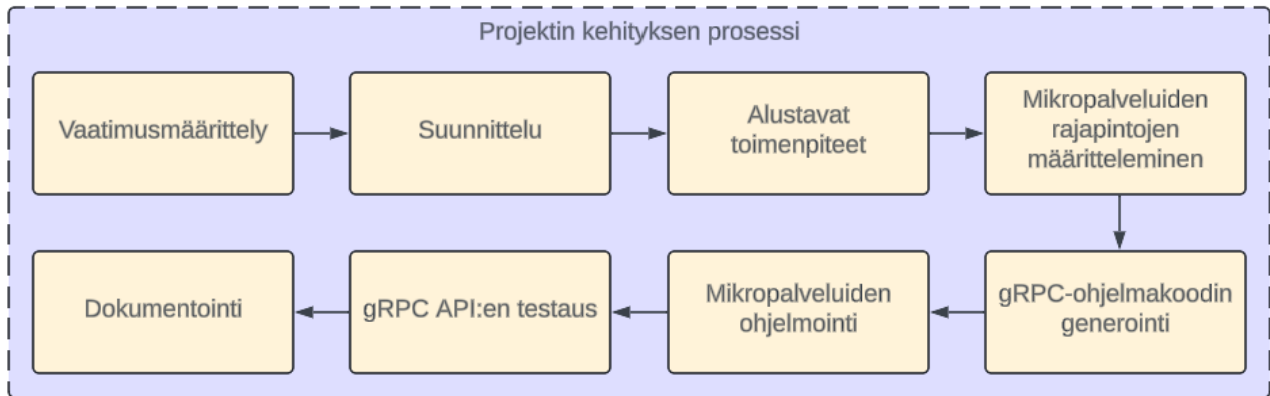 Projektin kehityksen prosessi
Vaatimusmäärittely
Suunnittelu
Alustavat
toimenpiteet
Mikropalveluiden
rajapintojen
määritteleminen
gRPC-ohjelmakoodin
generointi
Mikropalveluiden
ohjelmointi
gRPC API:en testaus
Dokumentointi